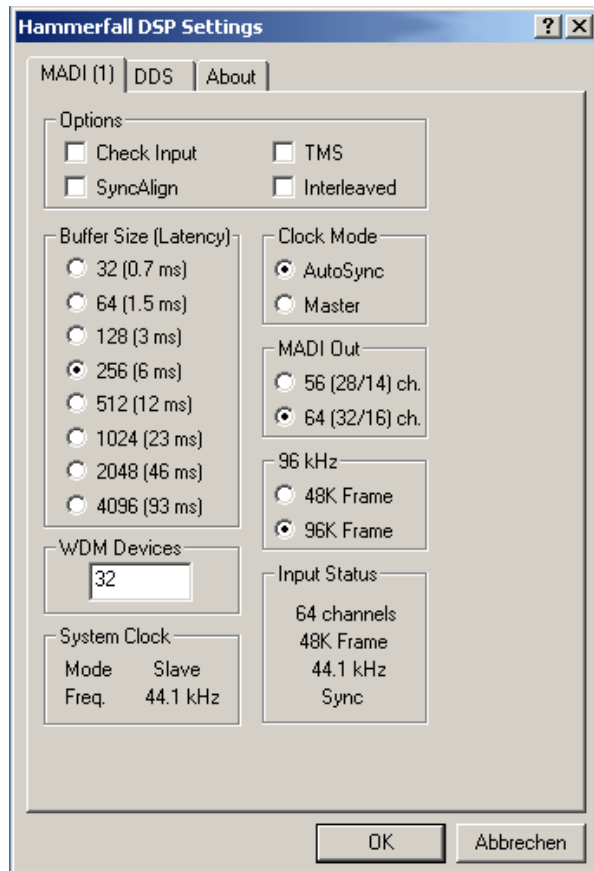 Hammerfall DSP Settings
MADI (1) DDS About
Options
Check Input TMS
SyncAlign Interleaved
Buffer Size (Latency)
32 (0.7 ms)
64 (1.5 ms)
128 (3 ms)
256 (6 ms)
512 (12 ms)
1024 (23 ms)
2048 (46 ms)
4096 (93 ms)
Clock Mode
AutoSync
Master
MADI Out
56 (28/14) ch.
64 (32/16) ch.
96 kHz
48K Frame
96K Frame
WDM Devices
32
System Clock
Mode Slave
Freq. 44.1 kHz
Input Status
64 channels
48K Frame
44.1 kHz
Sync
OK Abbrechen